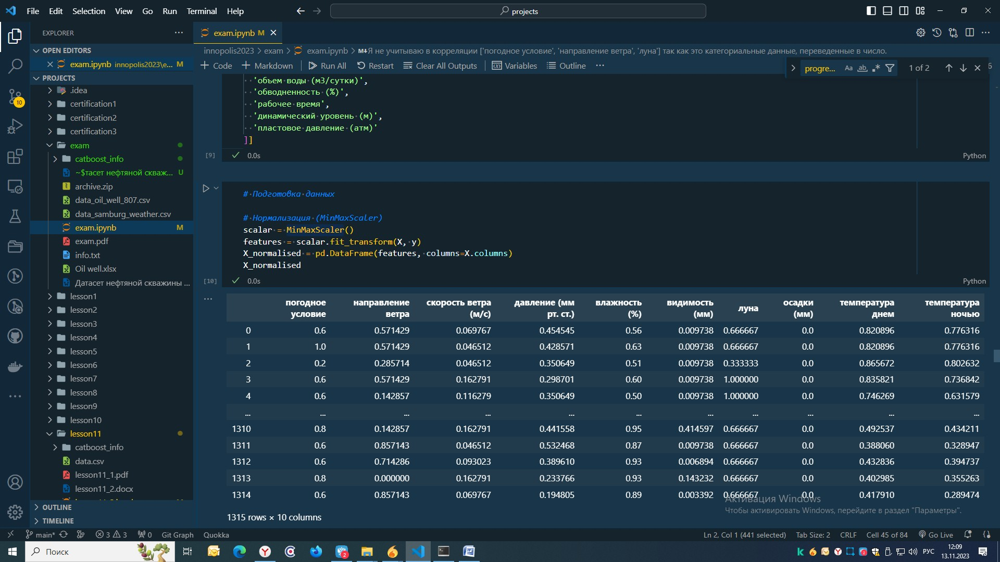 File Edit Selection View Go Run Terminal Help
projects
EXPLORER
exam.ipynb M
OPEN EDITORS
exam.ipynb innopolis2023\e... M
PROJECTS
.idea
certification1
certification2
certification3
exam
catboost_info
~$тасет нефтяной скваж... U
archive.zip
data_oil_well_807.csv
data_samburg_weather.csv
exam.ipynb M
exam.pdf
info.txt
Oil well.xlsx
Датасет нефтяной скважины ...
lesson1
lesson2
lesson3
lesson4
lesson5
lesson6
lesson7
lesson8
lesson9
lesson10
lesson11
catboost_info
data.csv
lesson11_1.pdf
lesson11_2.docx
OUTLINE
TIMELINE
10
innopolis2023 > exam > exam.ipynb > M↓Я не учитываю в корреляции ['погодное условие', 'направление ветра', 'луна'] так как это категориальные данные, переведенные в число.
+ Code + Markdown Run All Restart Clear All Outputs Variables Outline ...
progre... Aa ab 1 of 2
'объем воды (м3/сутки)',
'обводненность (%)',
'рабочее время',
'динамический уровень (м)',
'пластовое давление (атм)'
]]
[9] 0.0s Python
# Подготовка данных
# Нормализация (MinMaxScaler)
scalar = MinMaxScaler()
features = scalar.fit_transform(X, y)
X_normalised = pd.DataFrame(features, columns=X.columns)
X_normalised
[10] 0.0s Python
погодное условие направление ветра скорость ветра (м/с) давление (мм рт. ст.) влажность (%) видимость (мм) луна осадки (мм) температура днем температура ночью
0 0.6 0.571429 0.069767 0.454545 0.56 0.009738 0.666667 0.0 0.820896 0.776316
1 1.0 0.571429 0.046512 0.428571 0.63 0.009738 0.666667 0.0 0.820896 0.776316
2 0.2 0.285714 0.046512 0.350649 0.51 0.009738 0.333333 0.0 0.865672 0.802632
3 0.6 0.571429 0.162791 0.298701 0.60 0.009738 1.000000 0.0 0.835821 0.736842
4 0.6 0.142857 0.116279 0.350649 0.50 0.009738 1.000000 0.0 0.746269 0.631579
... ... ... ... ... ... ... ... ... ... ...
1310 0.8 0.142857 0.162791 0.441558 0.95 0.414597 0.666667 0.0 0.492537 0.434211
1311 0.6 0.857143 0.046512 0.532468 0.87 0.009738 0.666667 0.0 0.388060 0.328947
1312 0.6 0.714286 0.093023 0.389610 0.93 0.006894 0.666667 0.0 0.432836 0.394737
1313 0.8 0.000000 0.162791 0.233766 0.93 0.143232 0.666667 0.0 0.402985 0.355263
1314 0.6 0.857143 0.069767 0.194805 0.89 0.003392 0.666667 0.0 0.417910 0.289474
1315 rows × 10 columns
Активация Windows
Чтобы активировать Windows, перейдите в раздел "Параметры".
main* 3 3 0 Git Graph Quokka Ln 2, Col 1 (441 selected) Tab Size: 2 CRLF Cell 45 of 84 Go Live
Поиск 2 РУС 12:09
13.11.2023